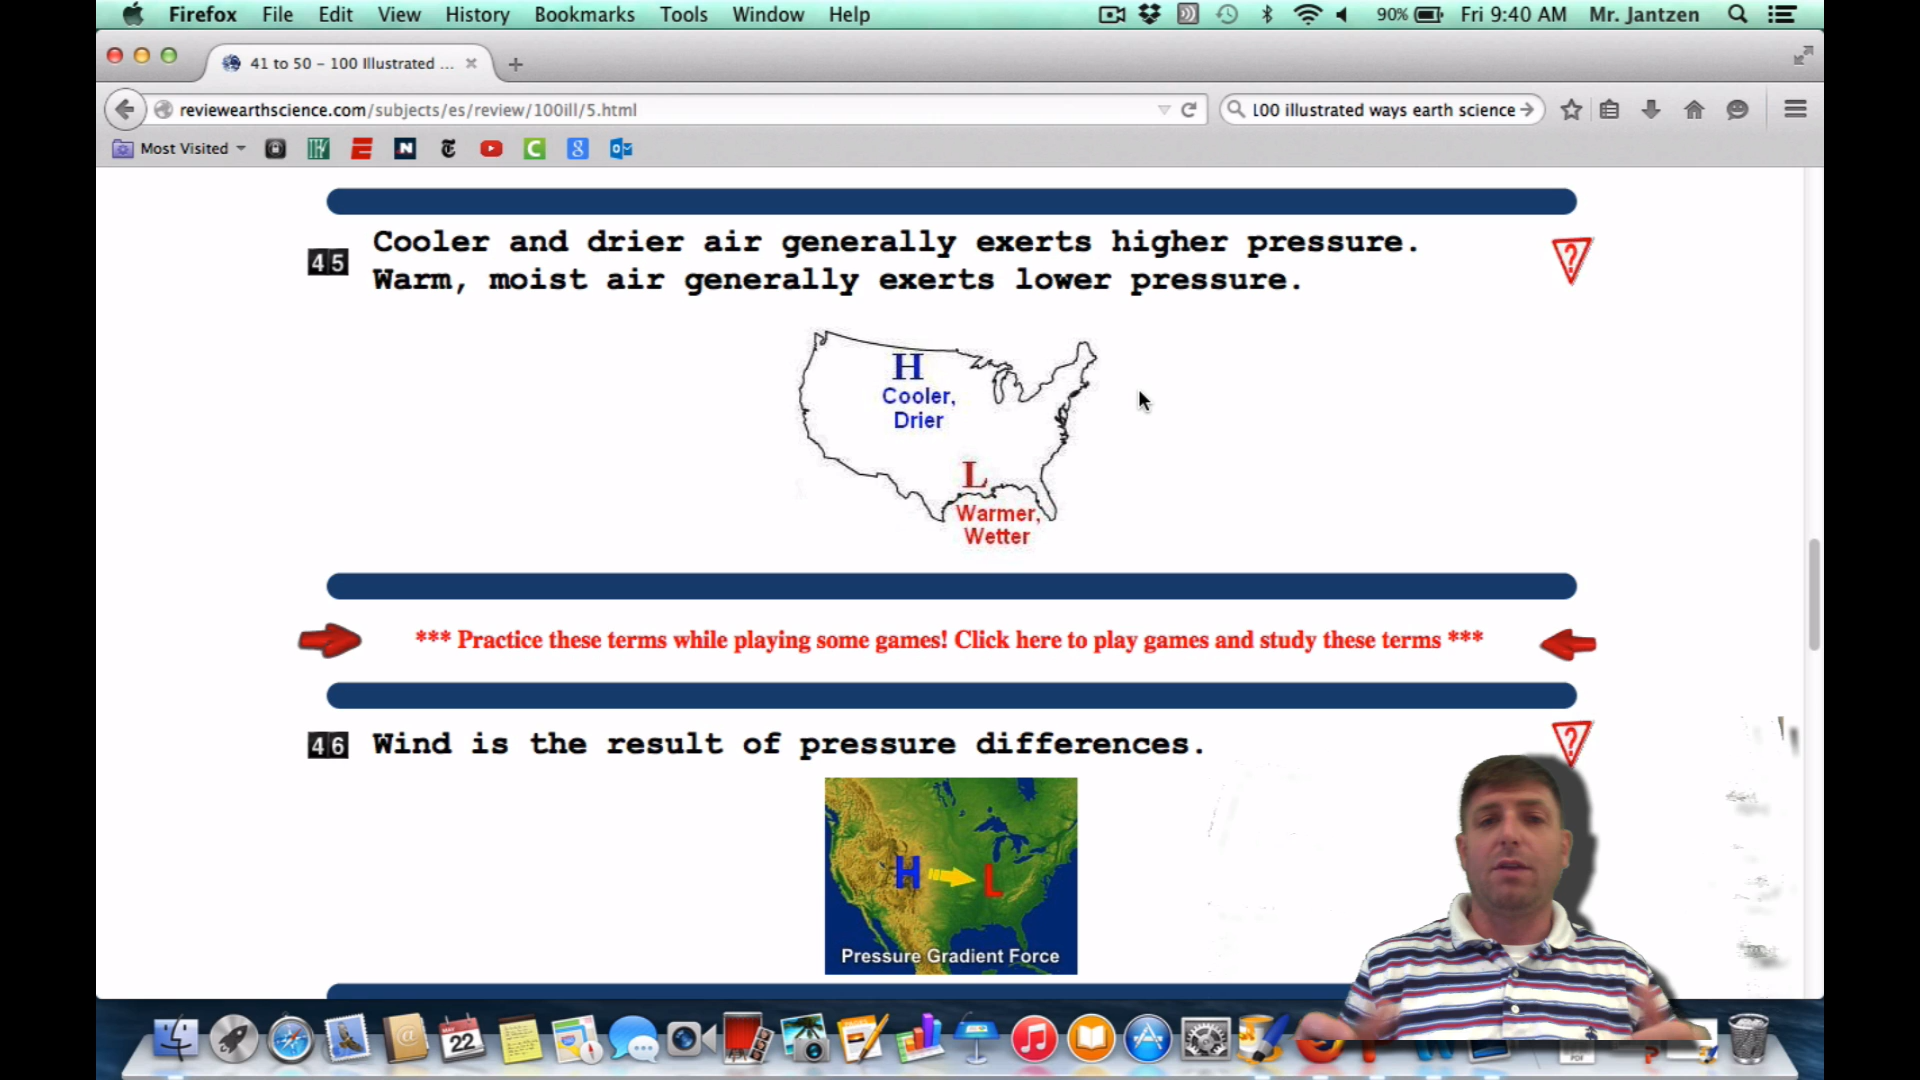 Firefox File Edit View History Bookmarks Tools Window Help 90% Fri 9:40 AM Mr. Jantzen
41 to 50 - 100 Illustrated ...
reviewearthscience.com/subjects/es/review/100ill/5.html
100 illustrated ways earth science
Most Visited
45
Cooler and drier air generally exerts higher pressure.
Warm, moist air generally exerts lower pressure.
?
H
Cooler,
Drier
L
Warmer,
Wetter
*** Practice these terms while playing some games! Click here to play games and study these terms ***
46
Wind is the result of pressure differences.
?
H
L
Pressure Gradient Force
22
PDF